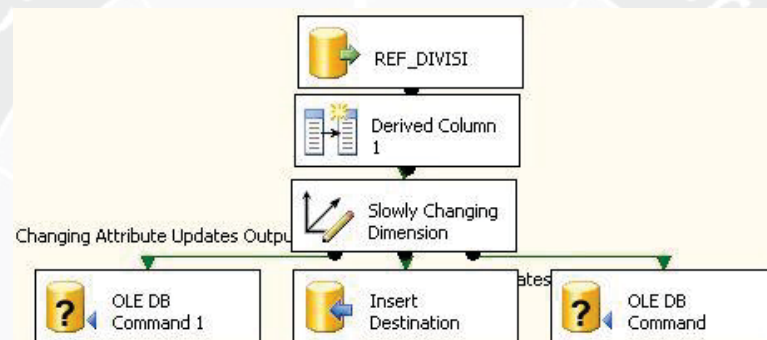 REF_DIVISI
Derived Column
1
Slowly Changing
Dimension
Changing Attribute Updates Outpu
ates
OLE DB
Command 1
Insert
Destination
OLE DB
Command